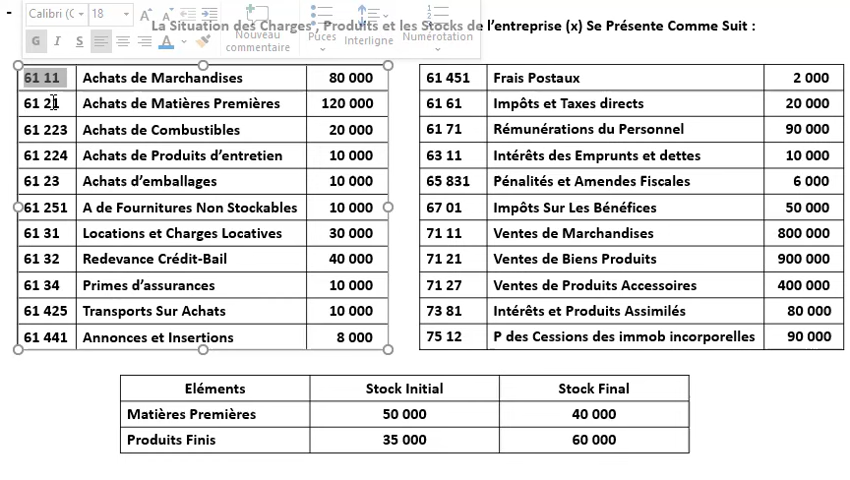 Calibri (C
18
A
A
Nouveau
commentaire
Puces
Interligne
Numérotation
G I S
A
- La Situation des Charges , Produits et les Stocks de l'entreprise (x) Se Présente Comme Suit :
61 11 Achats de Marchandises 80 000
61 21 Achats de Matières Premières 120 000
61 223 Achats de Combustibles 20 000
61 224 Achats de Produits d'entretien 10 000
61 23 Achats d'emballages 10 000
61 251 A de Fournitures Non Stockables 10 000
61 31 Locations et Charges Locatives 30 000
61 32 Redevance Crédit-Bail 40 000
61 34 Primes d'assurances 10 000
61 425 Transports Sur Achats 10 000
61 441 Annonces et Insertions 8 000
61 451 Frais Postaux 2 000
61 61 Impôts et Taxes directs 20 000
61 71 Rémunérations du Personnel 90 000
63 11 Intérêts des Emprunts et dettes 10 000
65 831 Pénalités et Amendes Fiscales 6 000
67 01 Impôts Sur Les Bénéfices 50 000
71 11 Ventes de Marchandises 800 000
71 21 Ventes de Biens Produits 900 000
71 27 Ventes de Produits Accessoires 400 000
73 81 Intérêts et Produits Assimilés 80 000
75 12 P des Cessions des immob incorporelles 90 000
Eléments Stock Initial Stock Final
Matières Premières 50 000 40 000
Produits Finis 35 000 60 000